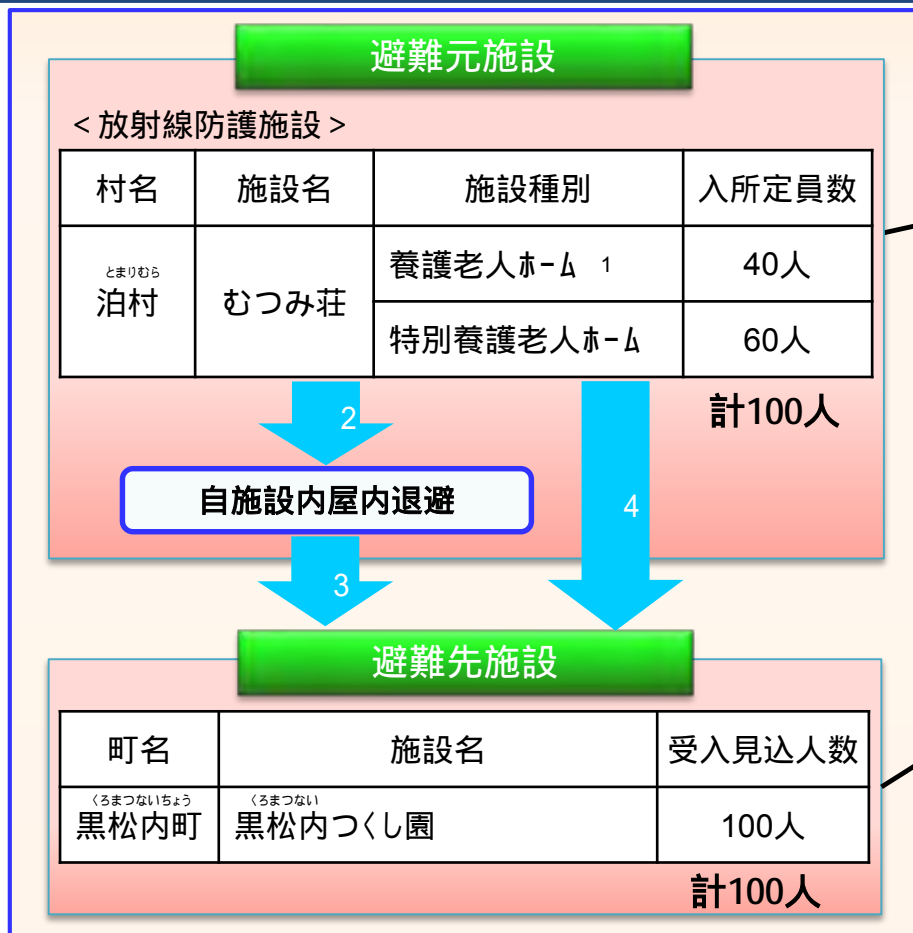 避難元施設
<放射線防護施設>
村名 施設名 施設種別 入所定員数
とまりむら
泊村 むつみ荘 養護老人ホーム 1 40人
特別養護老人ホーム 60人
計100人
2
自施設内屋内退避
4
3
避難先施設
町名 施設名 受入見込人数
くろまつないちょう くろまつない
黒松内町 黒松内つくし園 100人
計100人